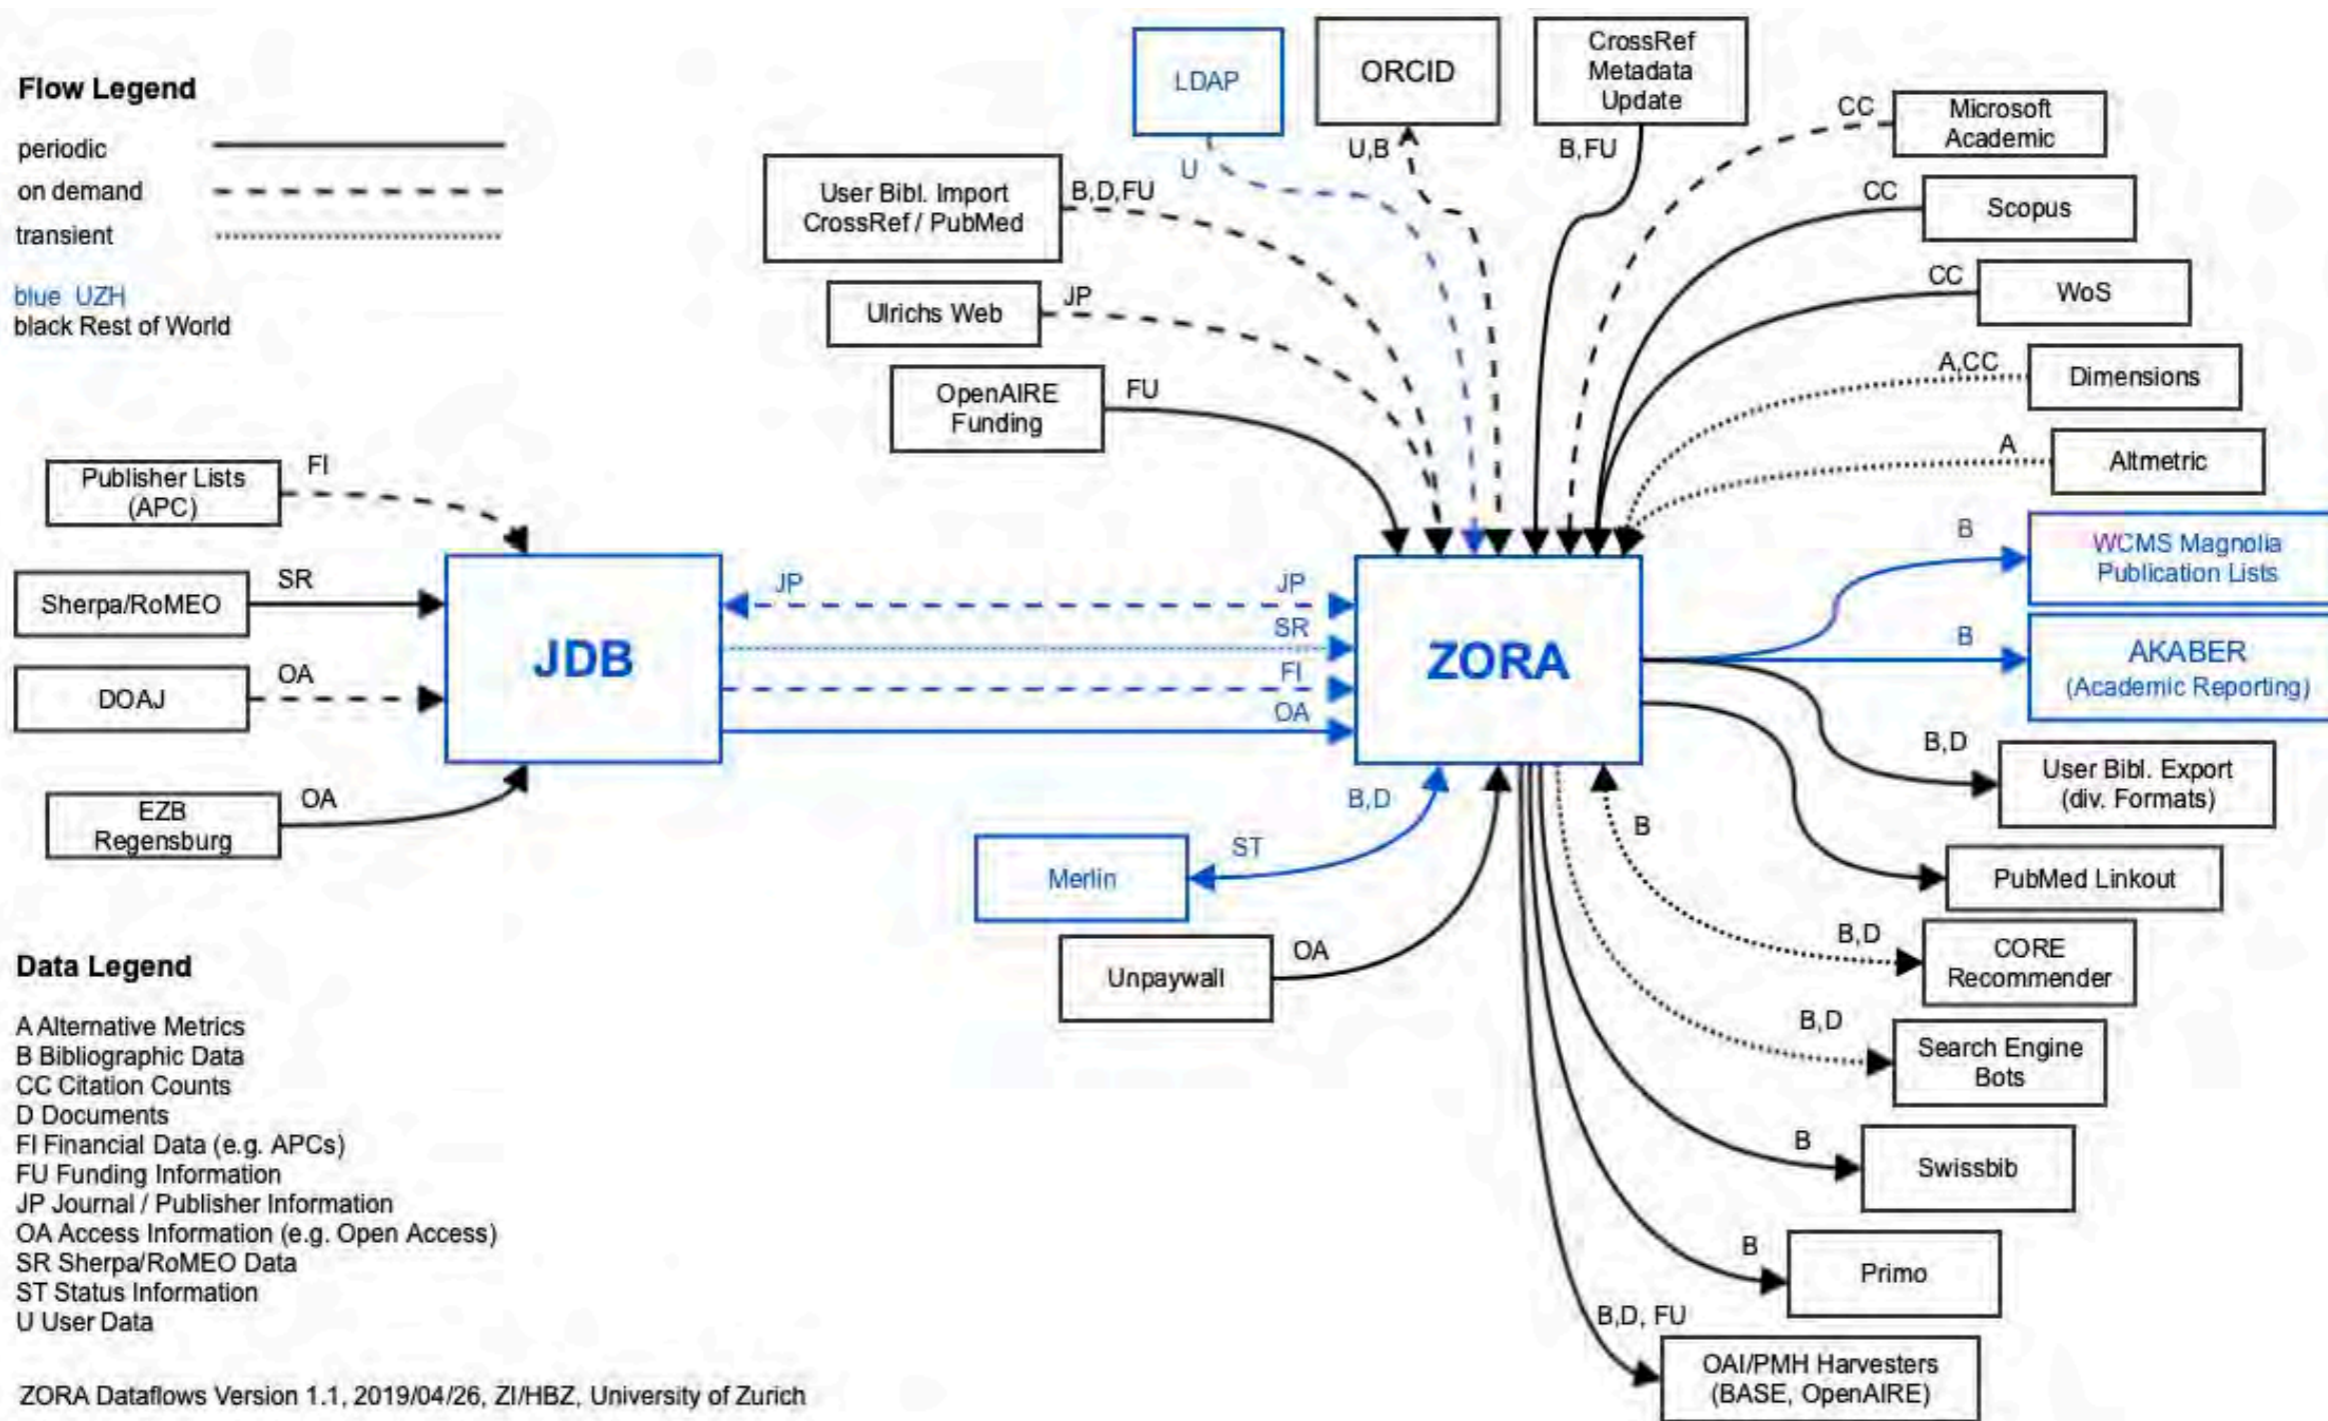 Flow Legend
periodic
on demand
transient
blue UZH
black Rest of World
LDAP
U
ORCID
U,B
CrossRef
Metadata
Update
B,FU
CC
Microsoft
Academic
CC
Scopus
CC
WoS
A,CC
Dimensions
A
Altmetric
User Bibl. Import
CrossRef / PubMed
B,D,FU
Ulrichs Web
JP
OpenAIRE
Funding
FU
Publisher Lists
(APC)
FI
Sherpa/RoMEO
SR
DOAJ
OA
EZB
Regensburg
OA
JDB
JP
JP
SR
FI
OA
ZORA
B
WCMS Magnolia
Publication Lists
B
AKABER
(Academic Reporting)
B,D
User Bibl. Export
(div. Formats)
PubMed Linkout
B
B,D
CORE
Recommender
B,D
Search Engine
Bots
B
Swissbib
B
Primo
B,D, FU
OAI/PMH Harvesters
(BASE, OpenAIRE)
B,D
ST
Merlin
Unpaywall
OA
Data Legend
A Alternative Metrics
B Bibliographic Data
CC Citation Counts
D Documents
FI Financial Data (e.g. APCs)
FU Funding Information
JP Journal / Publisher Information
OA Access Information (e.g. Open Access)
SR Sherpa/RoMEO Data
ST Status Information
U User Data
ZORA Dataflows Version 1.1, 2019/04/26, ZI/HBZ, University of Zurich